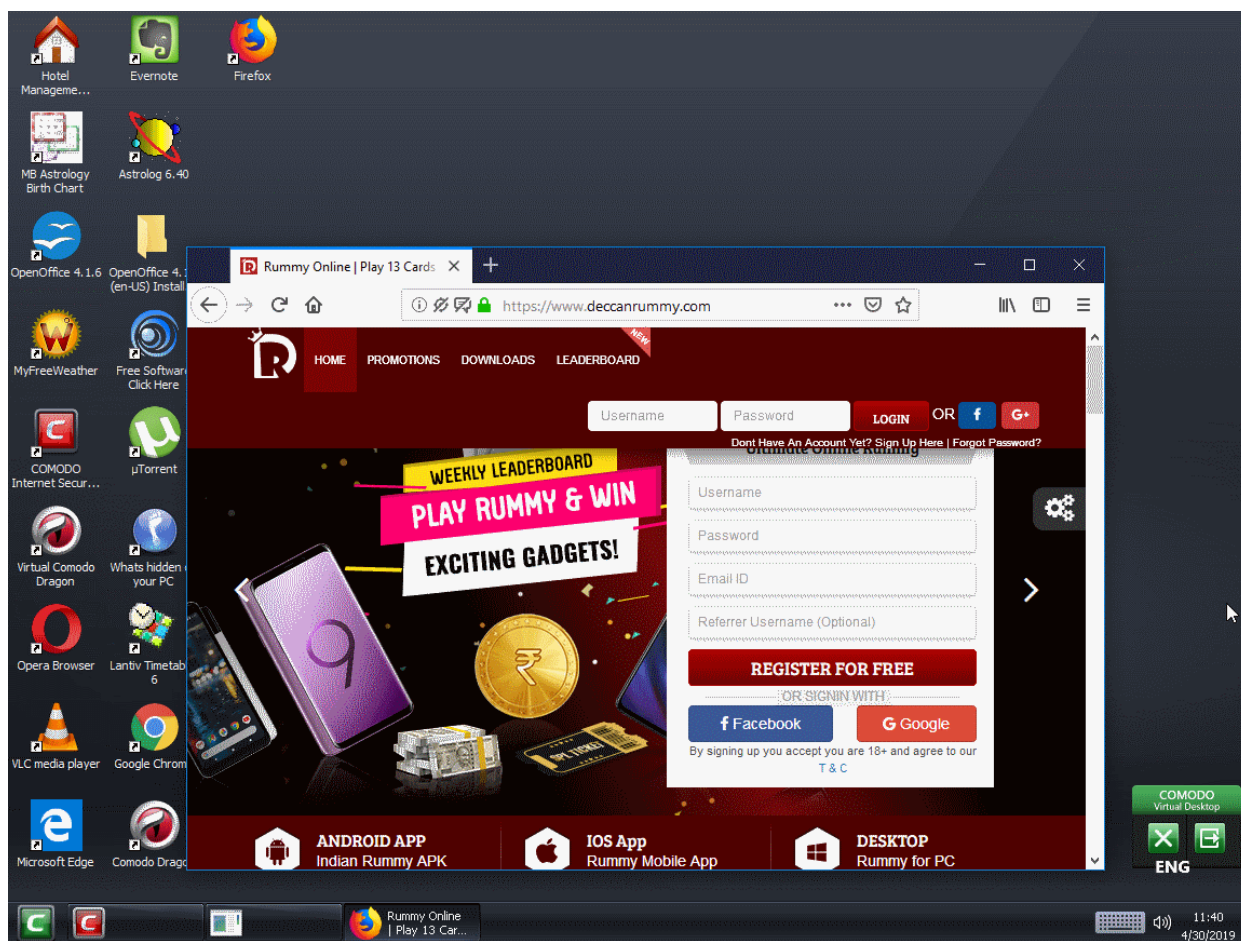 Hotel
Manageme...
Evernote
Firefox
MB Astrology
Birth Chart
Astrolog 6.40
OpenOffice 4.1.6
OpenOffice 4.1
(en-US) Install
MyFreeWeather
Free Software
Click Here
COMODO
Internet Secur...
µTorrent
Virtual Comodo
Dragon
Whats hidden
your PC
Opera Browser
Lantiv Timetab
6
VLC media player
Google Chrom
Microsoft Edge
Comodo Drago
Rummy Online | Play 13 Cards
https://www.deccanrummy.com
R
HOME
PROMOTIONS
DOWNLOADS
LEADERBOARD
NEW
Username
Password
LOGIN
OR
f
G+
Dont Have An Account Yet? Sign Up Here | Forgot Password?
Ultimate Online Rummy
WEEKLY LEADERBOARD
PLAY RUMMY & WIN
EXCITING GADGETS!
9
₹
SPL TICKET
Username
Password
Email ID
Referrer Username (Optional)
REGISTER FOR FREE
OR SIGNIN WITH
f Facebook
G Google
By signing up you accept you are 18+ and agree to our
T & C
ANDROID APP
Indian Rummy APK
IOS App
Rummy Mobile App
DESKTOP
Rummy for PC
COMODO
Virtual Desktop
ENG
Rummy Online
| Play 13 Car...
11:40
4/30/2019